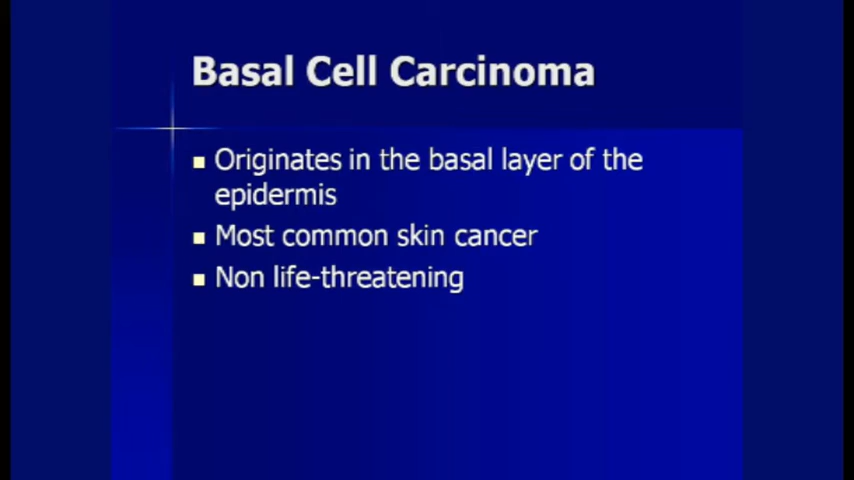 Basal Cell Carcinoma
Originates in the basal layer of the
epidermis
Most common skin cancer
Non life-threatening